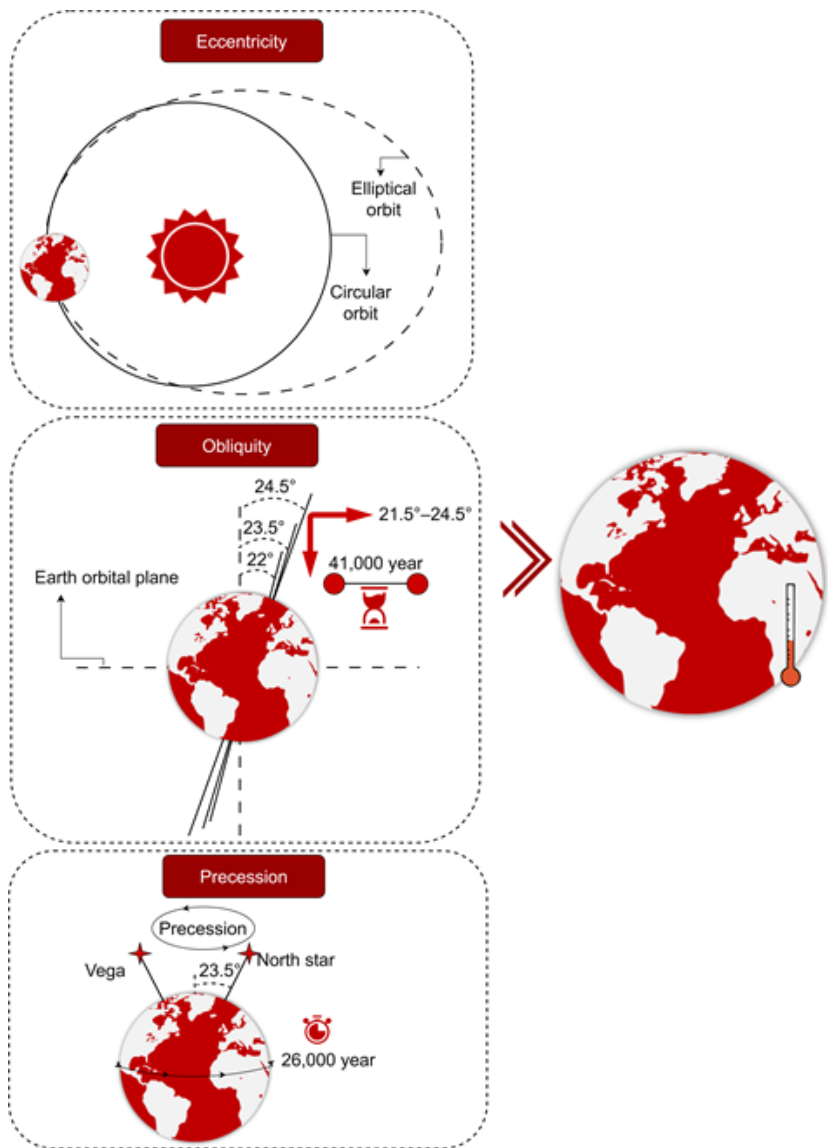 Eccentricity
Elliptical
orbit
Circular
orbit
Obliquity
24.5°
21.5°–24.5°
23.5°
41,000 year
22°
Earth orbital plane
Precession
Precession
Vega
North star
23.5°
26,000 year